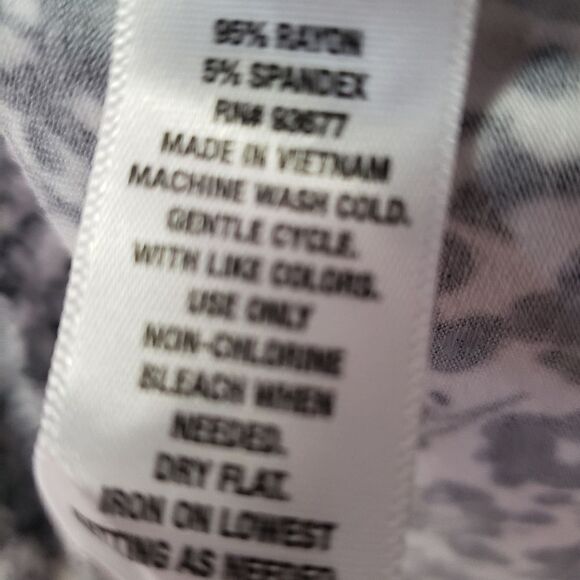 95% RAYON
5% SPANDEX
RN# 93677
MADE IN VIETNAM
MACHINE WASH COLD.
GENTLE CYCLE.
WITH LIKE COLORS.
USE ONLY
NON-CHLORINE
BLEACH WHEN
NEEDED.
DRY FLAT.
IRON ON LOWEST
SETTING AS NEEDED.